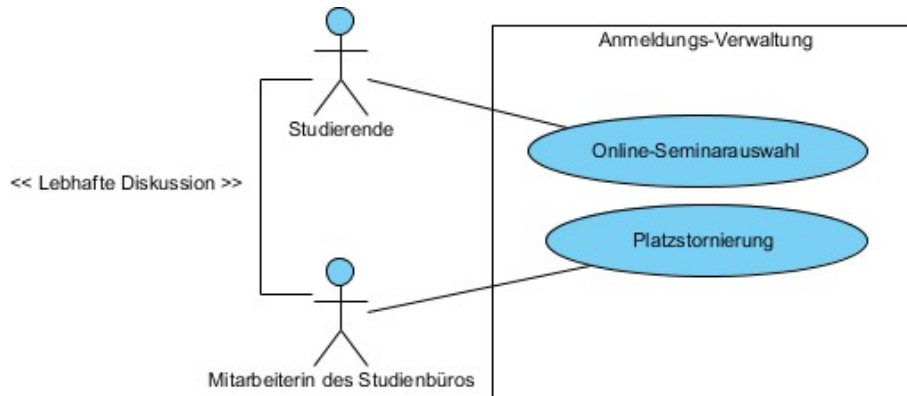 Anmeldungs-Verwaltung
Studierende
Online-Seminarauswahl
<< Lebhafte Diskussion >>
Platzstornierung
Mitarbeiterin des Studienbüros